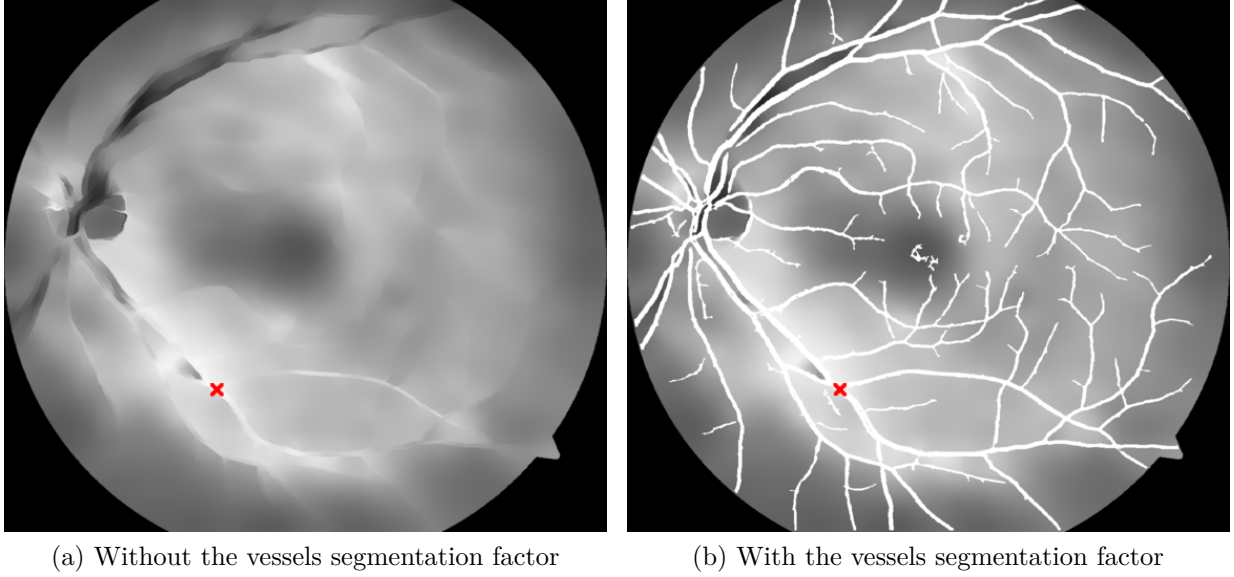 (a) Without the vessels segmentation factor
(b) With the vessels segmentation factor